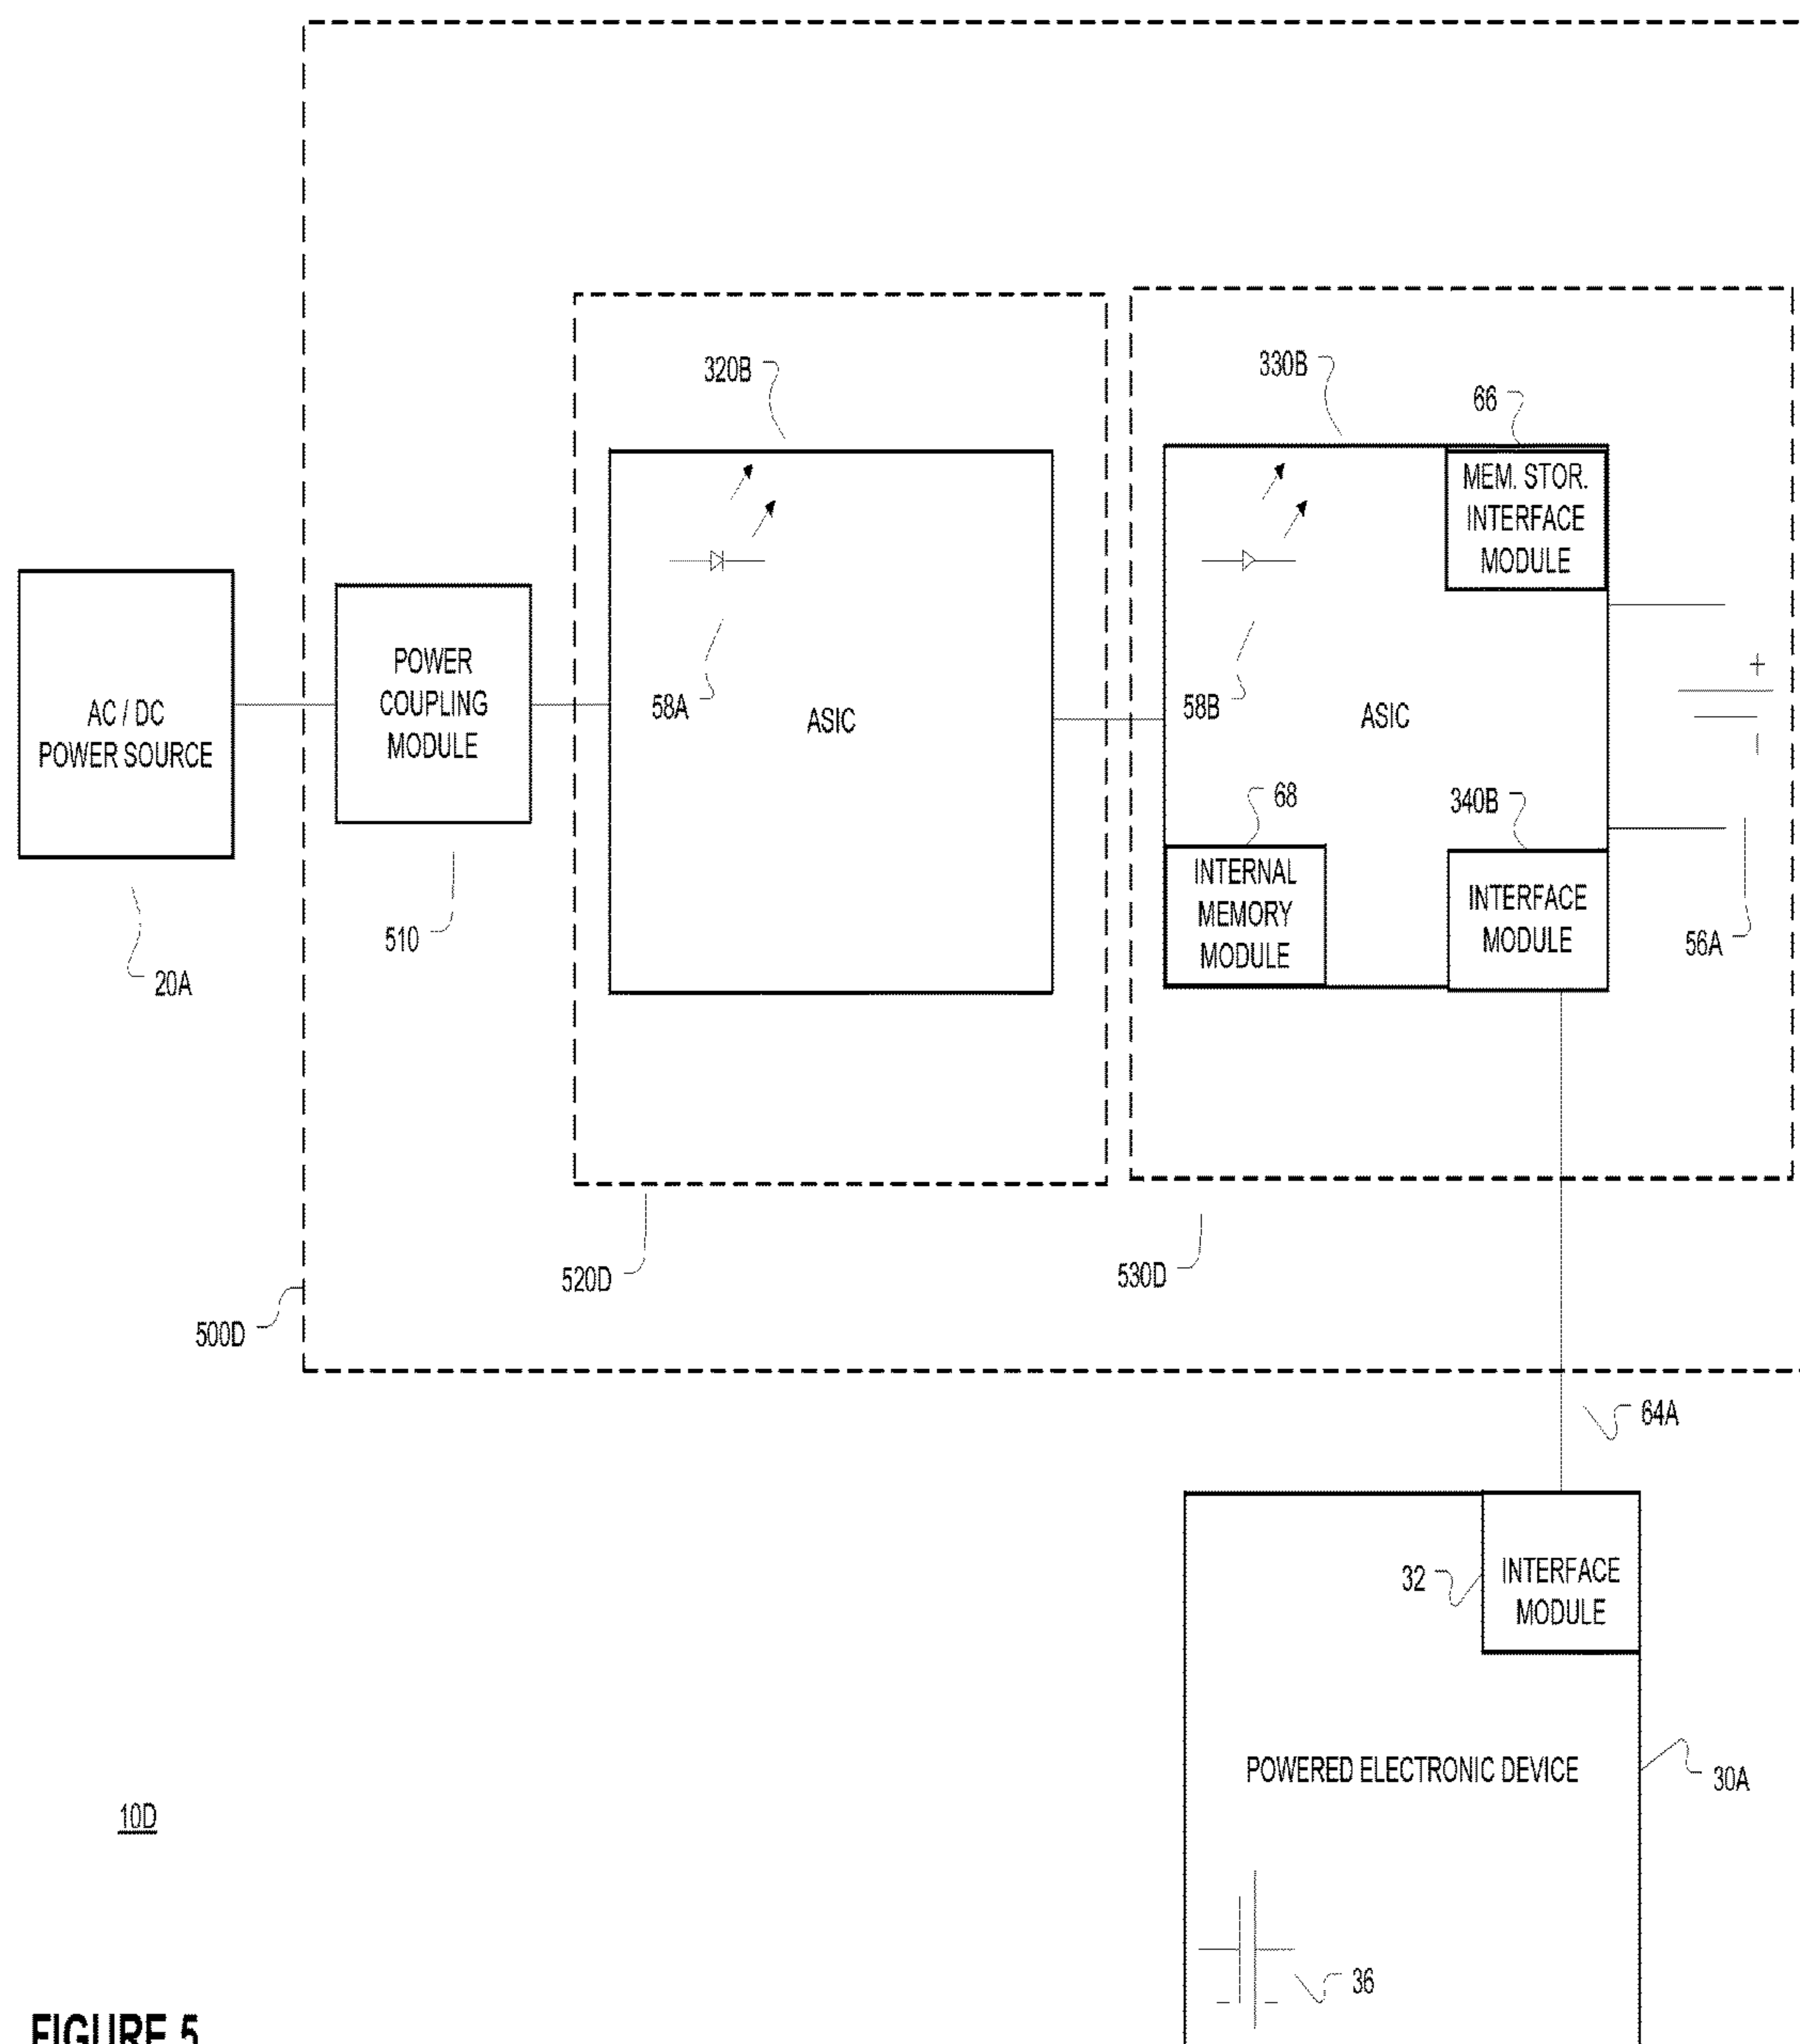 320B
330B
66
MEM. STOR.
INTERFACE
MODULE
POWER
COUPLING
MODULE
AC / DC
POWER SOURCE
58A
ASIC
58B
ASIC
+
68
340B
INTERNAL
MEMORY
MODULE
INTERFACE
MODULE
510
56A
20A
520D
530D
500D
64A
32
INTERFACE
MODULE
POWERED ELECTRONIC DEVICE
30A
10D
36
FIGURE 5